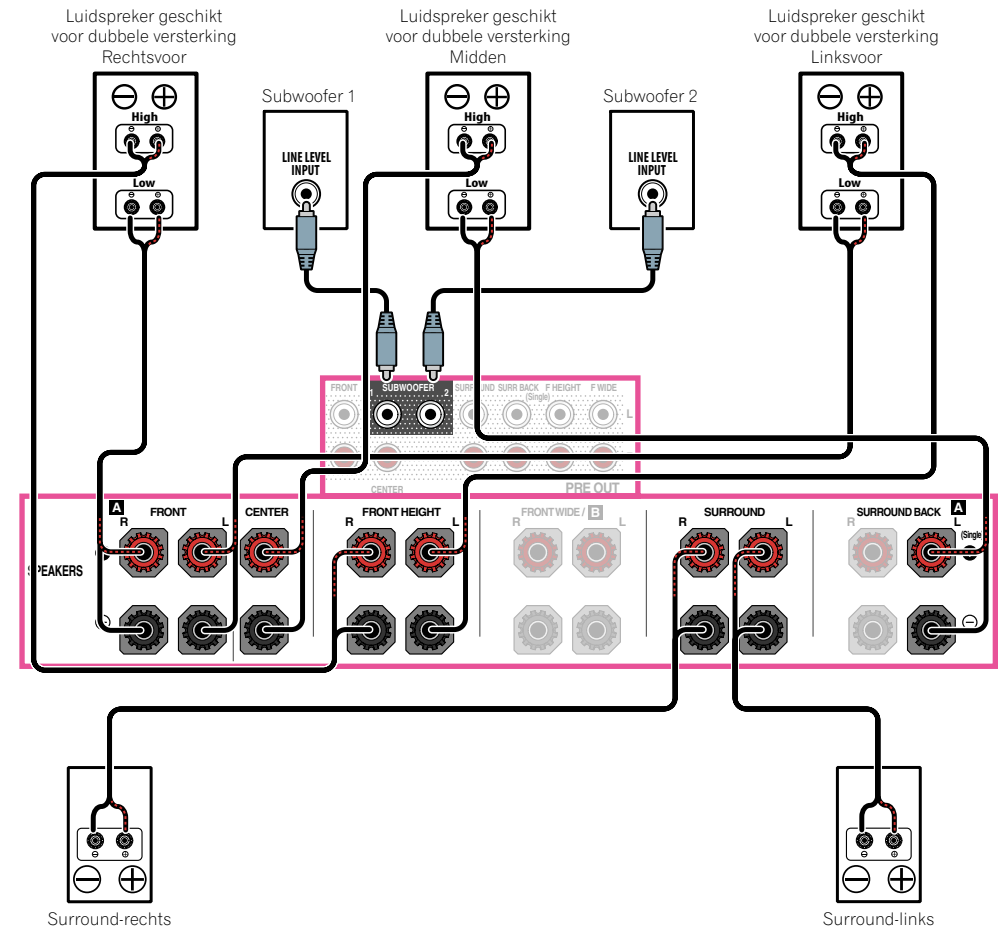 Luidspreker geschikt
voor dubbele versterking
Rechtsvoor
Luidspreker geschikt
voor dubbele versterking
Midden
Luidspreker geschikt
voor dubbele versterking
Linksvoor
Subwoofer 1
Subwoofer 2
High
Low
High
Low
High
Low
LINE LEVEL
INPUT
LINE LEVEL
INPUT
FRONT
1 SUBWOOFER 2
SURROUND
SURR BACK
(Single)
F HEIGHT
F WIDE
L
CENTER
PRE OUT
SPEAKERS
A
R FRONT L
CENTER
R FRONT HEIGHT L
R FRONT WIDE / B L
R SURROUND L
R SURROUND BACK L
A
(Single
Surround-rechts
Surround-links